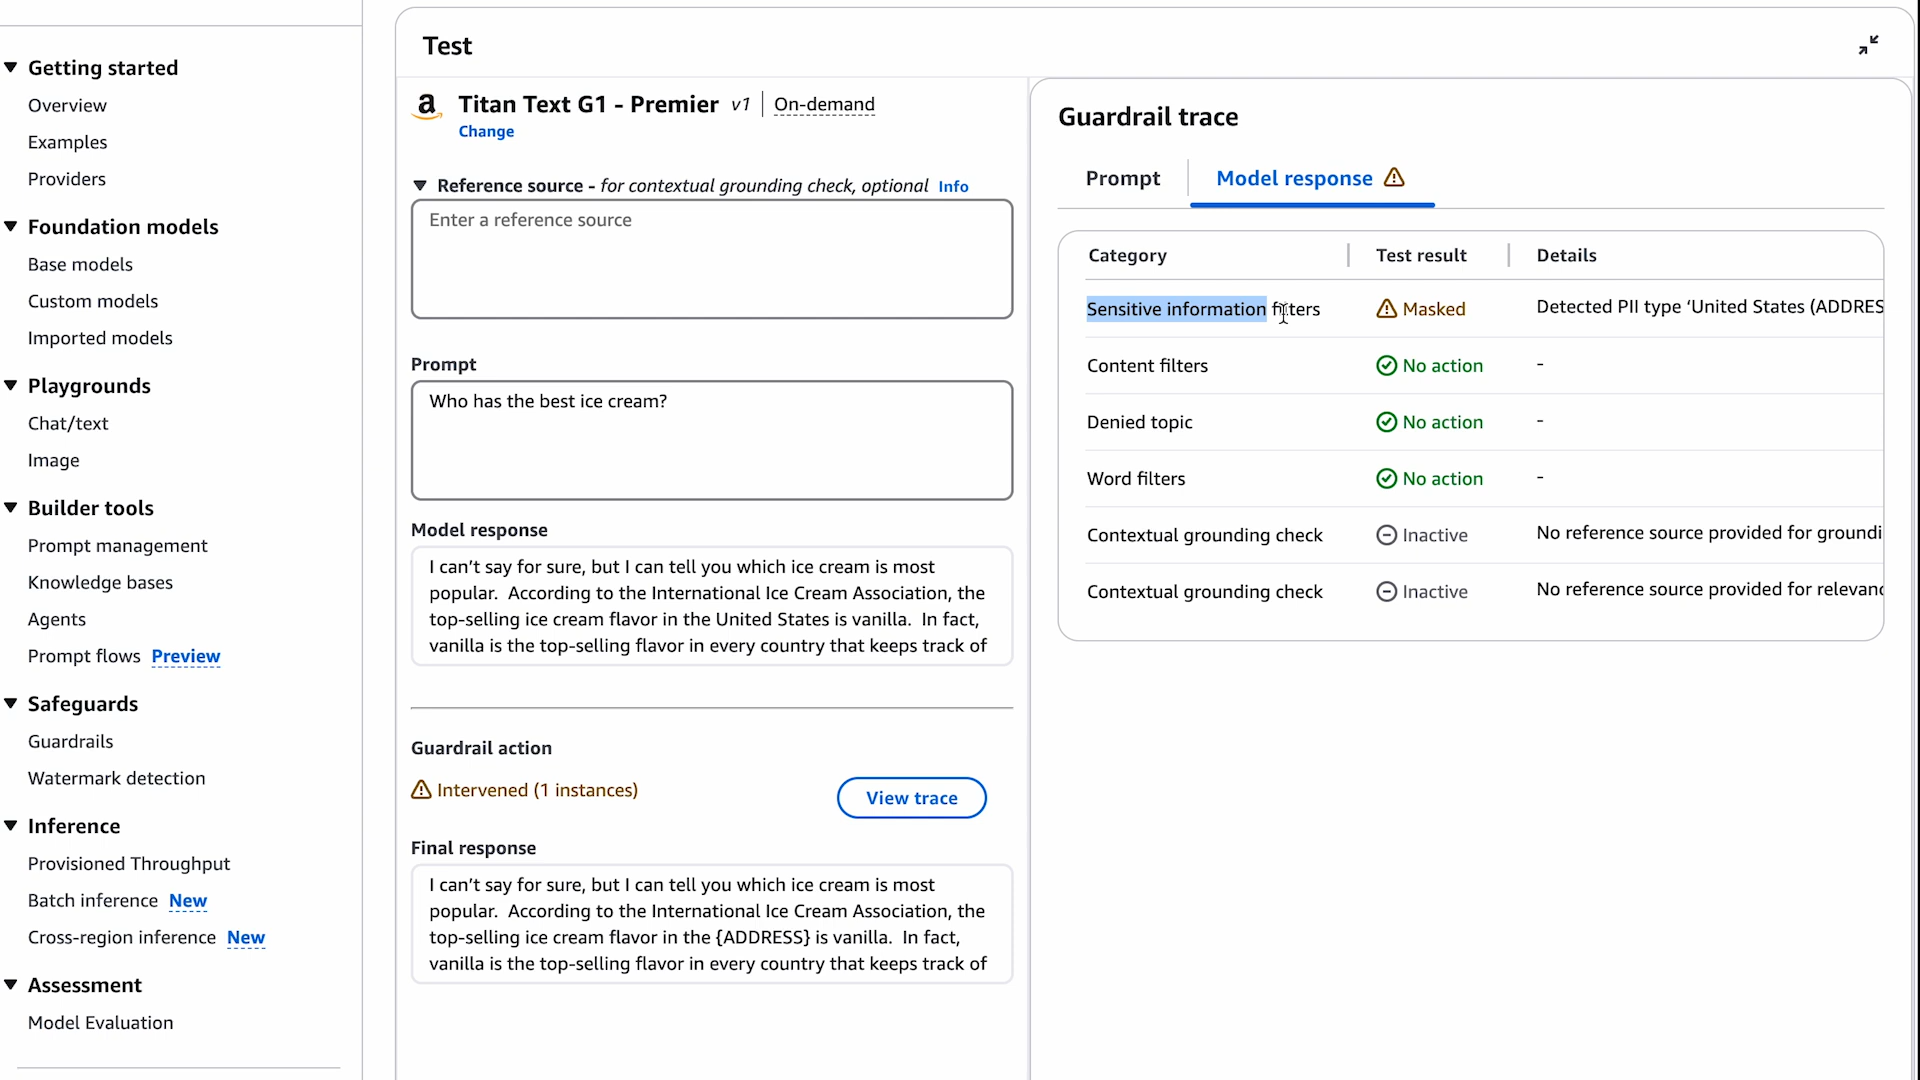 Getting started
Overview
Examples
Providers
Foundation models
Base models
Custom models
Imported models
Playgrounds
Chat/text
Image
Builder tools
Prompt management
Knowledge bases
Agents
Prompt flows Preview
Safeguards
Guardrails
Watermark detection
Inference
Provisioned Throughput
Batch inference New
Cross-region inference New
Assessment
Model Evaluation
Test
a Titan Text G1 - Premier v1 On-demand
Change
Reference source - for contextual grounding check, optional Info
Enter a reference source
Prompt
Who has the best ice cream?
Model response
I can't say for sure, but I can tell you which ice cream is most
popular. According to the International Ice Cream Association, the
top-selling ice cream flavor in the United States is vanilla. In fact,
vanilla is the top-selling flavor in every country that keeps track of
Guardrail action
Intervened (1 instances)
View trace
Final response
I can't say for sure, but I can tell you which ice cream is most
popular. According to the International Ice Cream Association, the
top-selling ice cream flavor in the {ADDRESS} is vanilla. In fact,
vanilla is the top-selling flavor in every country that keeps track of
Guardrail trace
Prompt Model response
Category Test result Details
Sensitive information filters Masked Detected PII type ‘United States (ADDRES
Content filters No action -
Denied topic No action -
Word filters No action -
Contextual grounding check Inactive No reference source provided for groundi
Contextual grounding check Inactive No reference source provided for relevanc